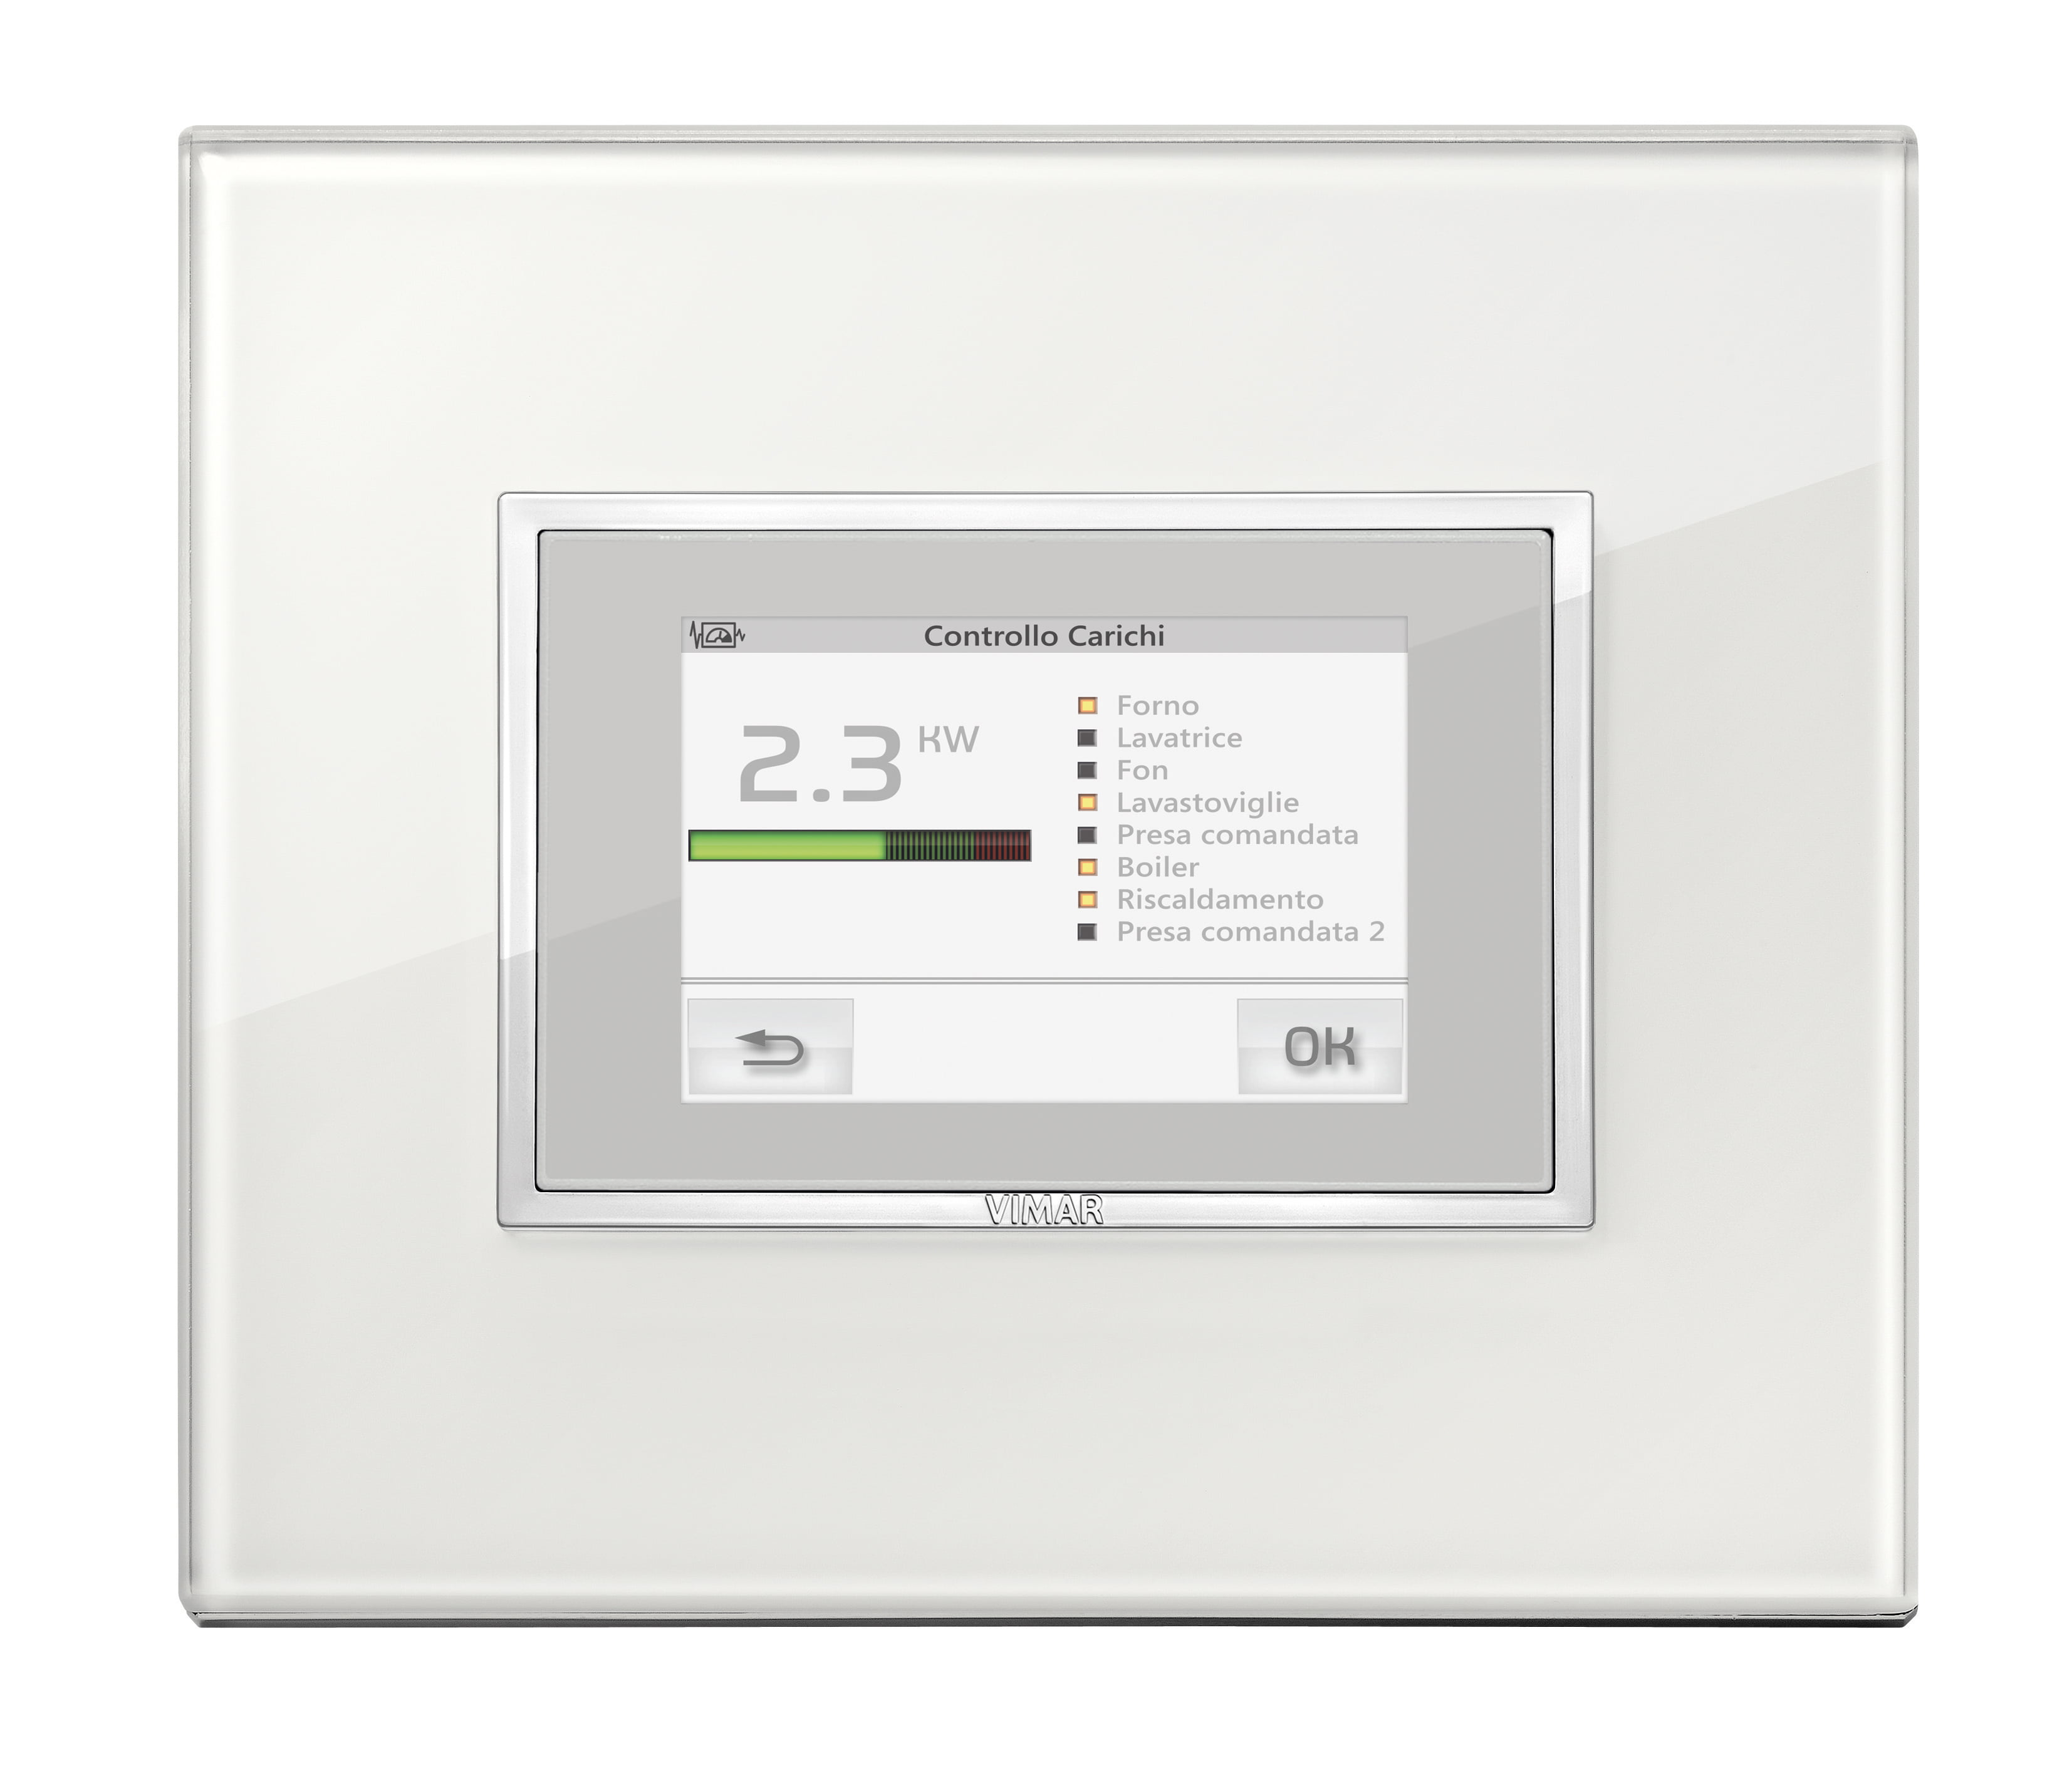 Controllo Carichi
2.3 KW
Forno
Lavatrice
Fon
Lavastoviglie
Presa comandata
Boiler
Riscaldamento
Presa comandata 2
OK
VIMAR